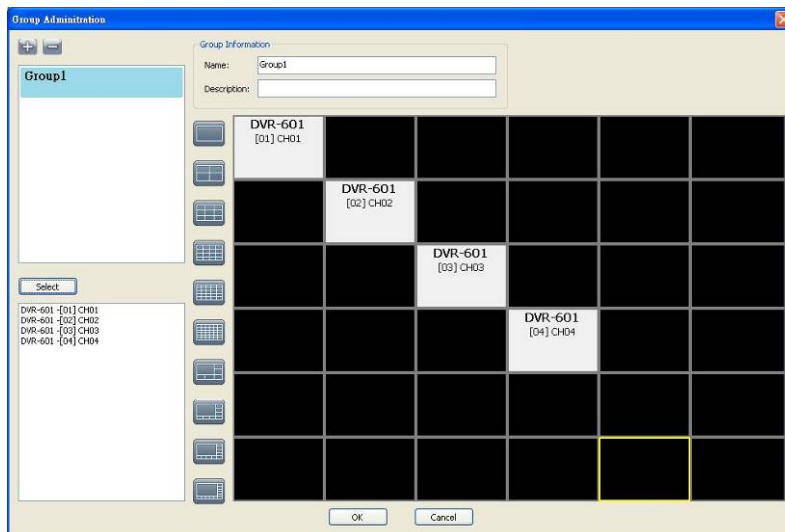 Group Adminitration
Group Information
Name:
Group1
Description:
Group1
Select
DVR-601 -[01] CH01
DVR-601 -[02] CH02
DVR-601 -[03] CH03
DVR-601 -[04] CH04
DVR-601
[01] CH01
DVR-601
[02] CH02
DVR-601
[03] CH03
DVR-601
[04] CH04
OK
Cancel